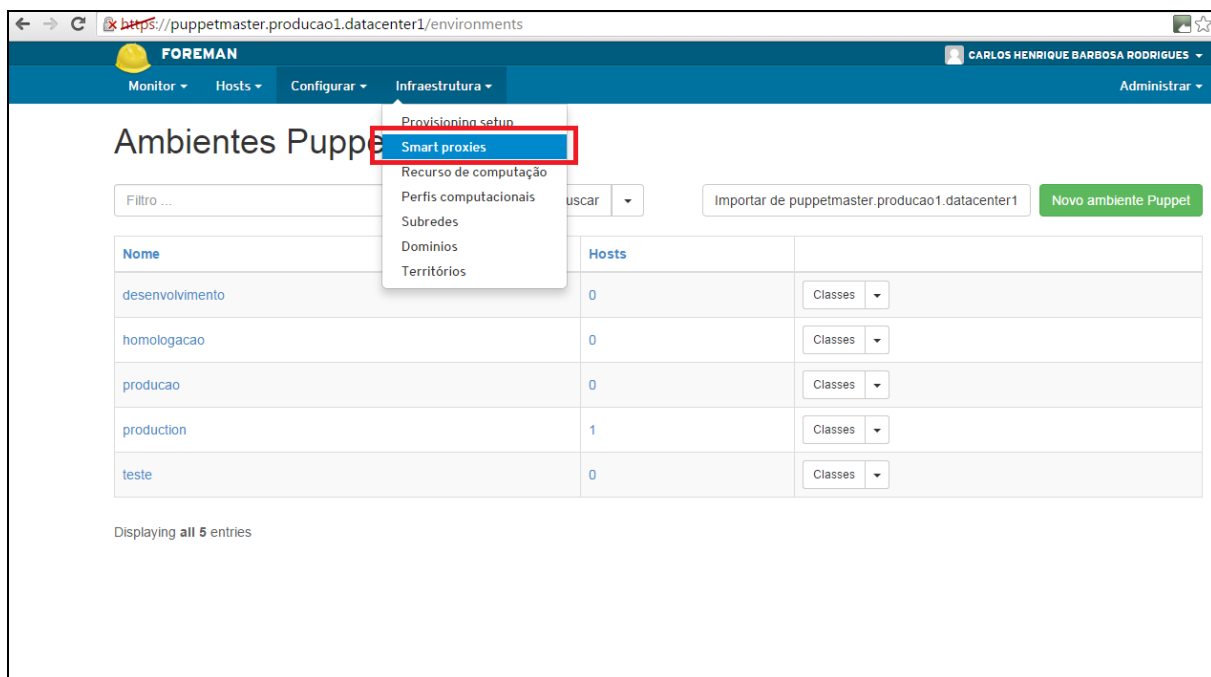 https://puppetmaster.producao1.datacenter1/environments
FOREMAN CARLOS HENRIQUE BARBOSA RODRIGUES
Monitor Hosts Configurar Infraestrutura Administrar
Provisioning setup
Ambientes Puppe
Smart proxies
Recurso de computação
Perfis computacionais
Filtro ... uscar Importar de puppetmaster.producao1.datacenter1 Novo ambiente Puppet
Subredes
Dominios
Nome Hosts
Territórios
desenvolvimento 0 Classes
homologacao 0 Classes
producao 0 Classes
production 1 Classes
teste 0 Classes
Displaying all 5 entries